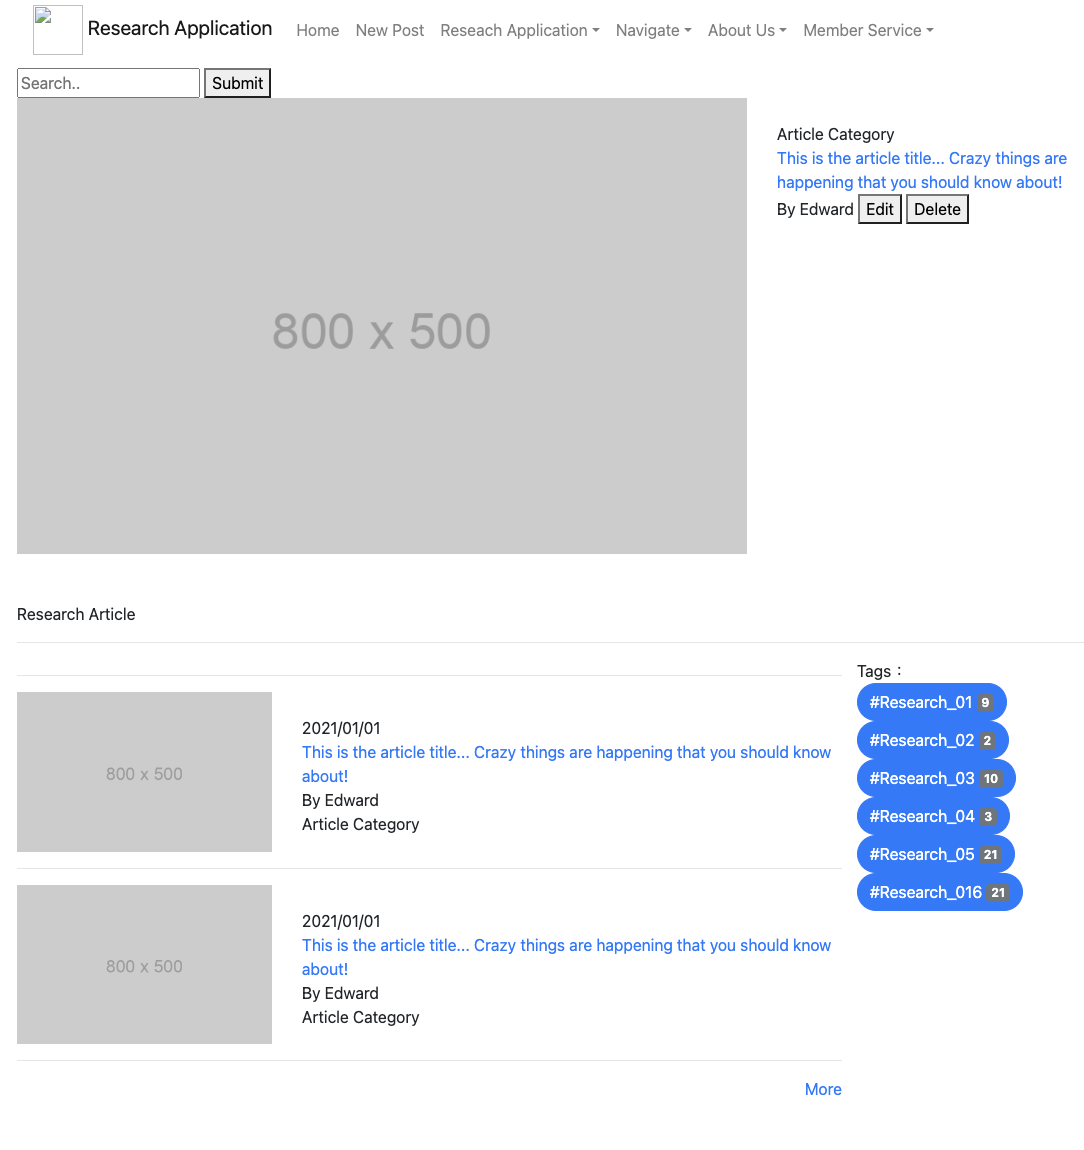 Research Application Home New Post Reseach Application Navigate About Us Member Service
Search.. Submit
800 x 500
Article Category
This is the article title... Crazy things are
happening that you should know about!
By Edward Edit Delete
Research Article
800 x 500
2021/01/01
This is the article title... Crazy things are happening that you should know
about!
By Edward
Article Category
800 x 500
2021/01/01
This is the article title... Crazy things are happening that you should know
about!
By Edward
Article Category
More
Tags：
#Research_01 9
#Research_02 2
#Research_03 10
#Research_04 3
#Research_05 21
#Research_016 21